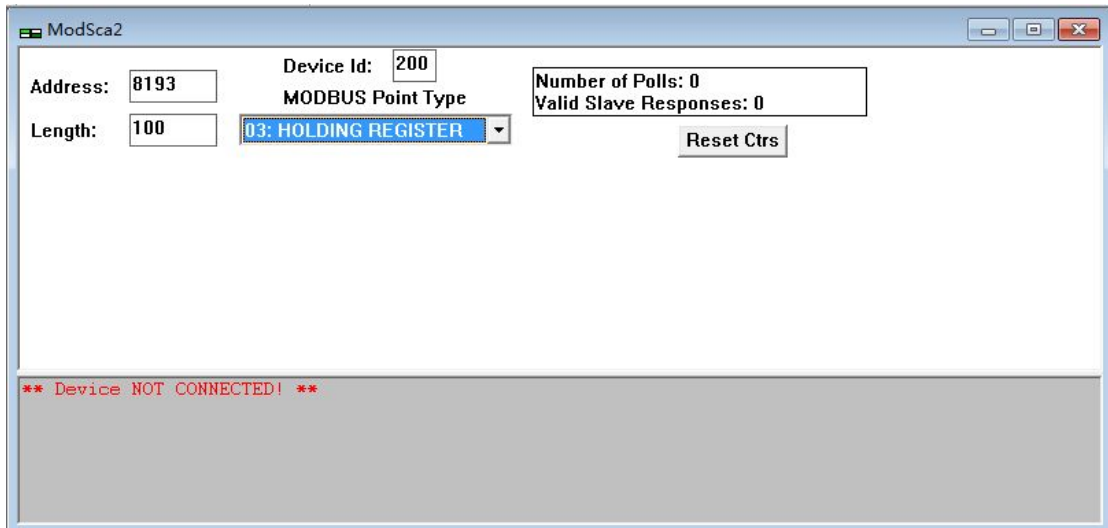 ModSca2
Address: 8193
Device Id: 200
MODBUS Point Type
Length: 100
03: HOLDING REGISTER
Number of Polls: 0
Valid Slave Responses: 0
Reset Ctrs
** Device NOT CONNECTED! **